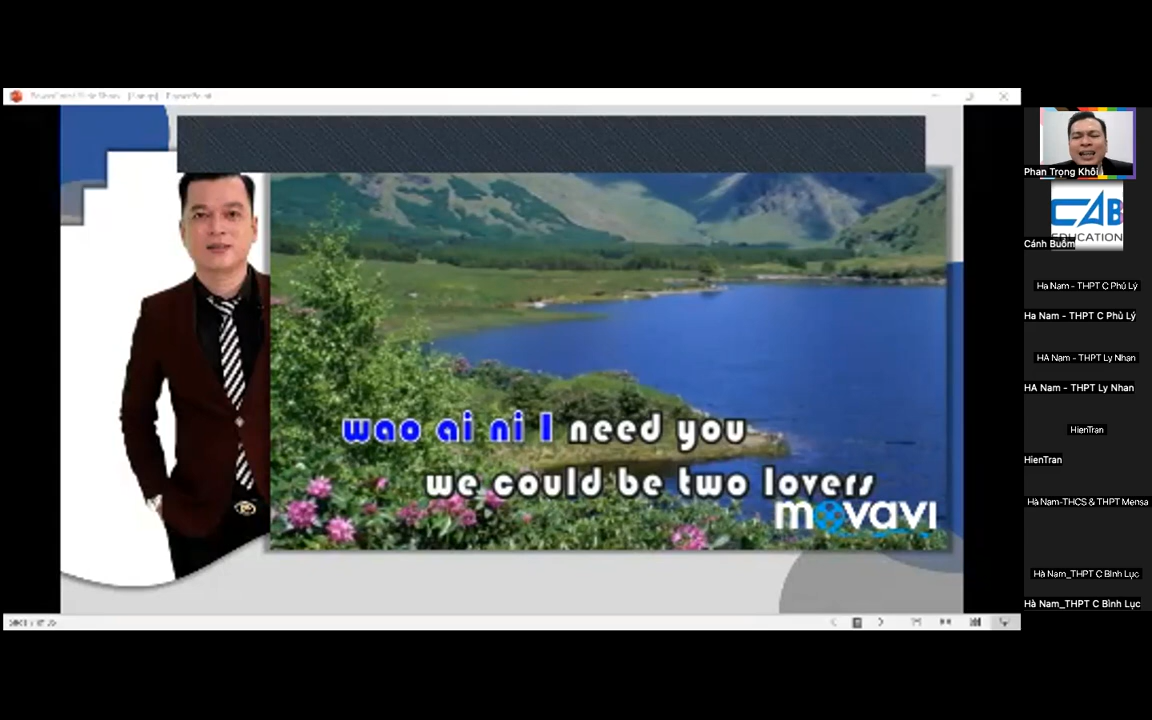 wao ai ni I need you
we could be two lovers
movavi
Phan Trọng Khôi
CAB
EDUCATION
Cánh Buồm
Ha Nam - THPT C Phủ Lý
Ha Nam - THPT C Phủ Lý
HA Nam - THPT Ly Nhan
HA Nam - THPT Ly Nhan
HienTran
HienTran
Hà Nam-THCS & THPT Mensa
Hà Nam_THPT C Bình Lục
Hà Nam_THPT C Bình Lục